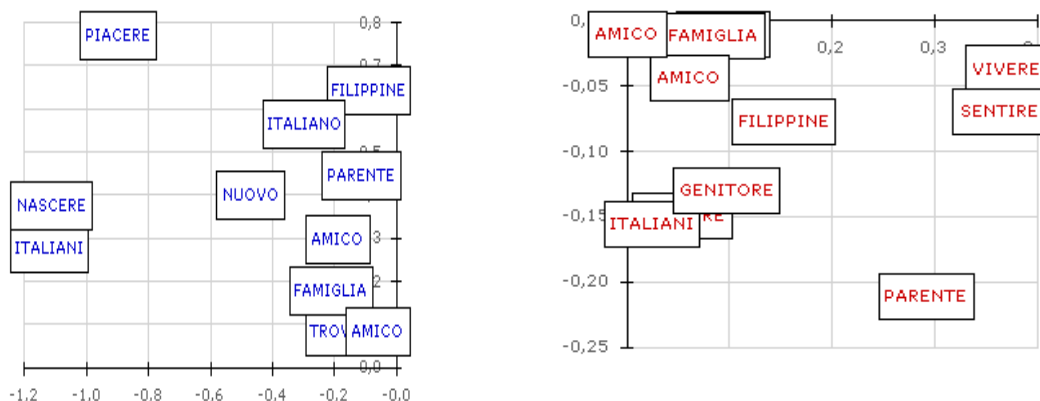 0,8
PIACERE
FILIPPINE
ITALIANO
PARENTE
NUOVO
NASCERE
ITALIANI
AMICO
FAMIGLIA
AMICO
0,0
-1,2 -1,0 -0,8 -0,6 -0,4 -0,2 -0,0
AMICO FAMIGLIA
0,2 0,3
VIVERE
-0,05
AMICO
SENTIRE
FILIPPINE
-0,10
GENITORE
-0,15
ITALIANI
-0,20
PARENTE
-0,25